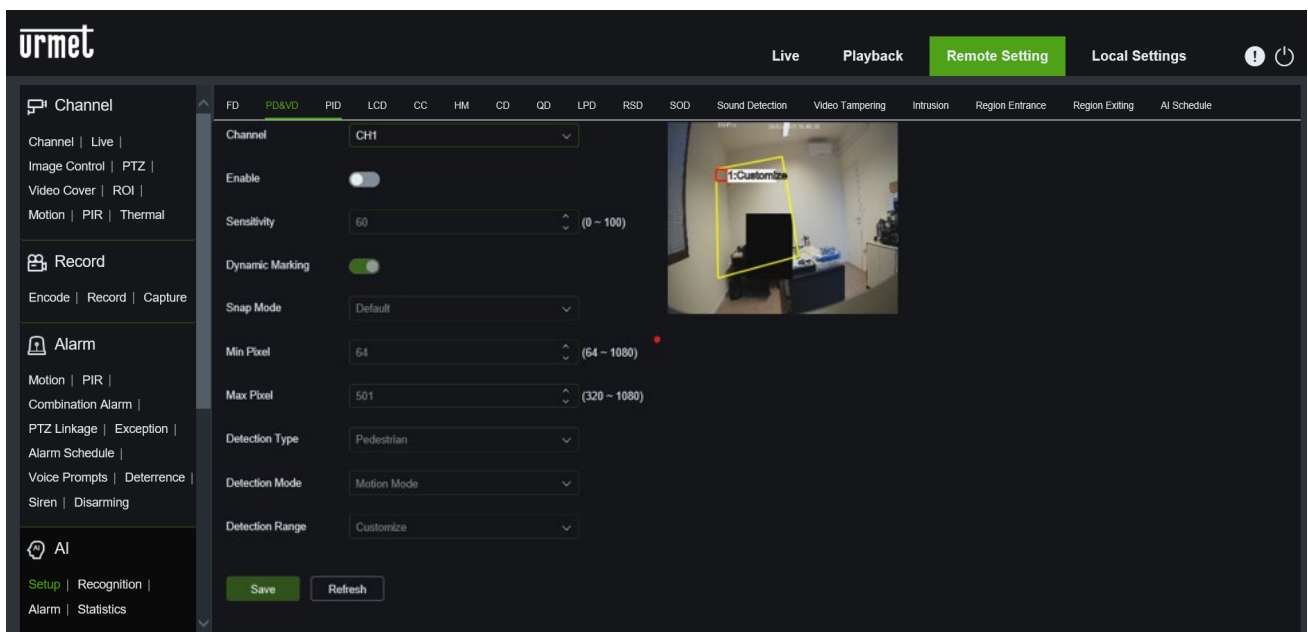 urmet
Live Playback Remote Setting Local Settings
Channel
Channel | Live |
Image Control | PTZ |
Video Cover | ROI |
Motion | PIR | Thermal
Record
Encode | Record | Capture
Alarm
Motion | PIR |
Combination Alarm |
PTZ Linkage | Exception |
Alarm Schedule |
Voice Prompts | Deterrence |
Siren | Disarming
AI
Setup | Recognition |
Alarm | Statistics
FD PD&VD PID LCD CC HM CD QD LPD RSD SOD Sound Detection Video Tampering Intrusion Region Entrance Region Exiting AI Schedule
Channel CH1
Enable
Sensitivity 60 (0 ~ 100)
Dynamic Marking
Snap Mode Default
Min Pixel 64 (64 ~ 1080)
Max Pixel 501 (320 ~ 1080)
Detection Type Pedestrian
Detection Mode Motion Mode
Detection Range Customize
Save Refresh
1:Customize